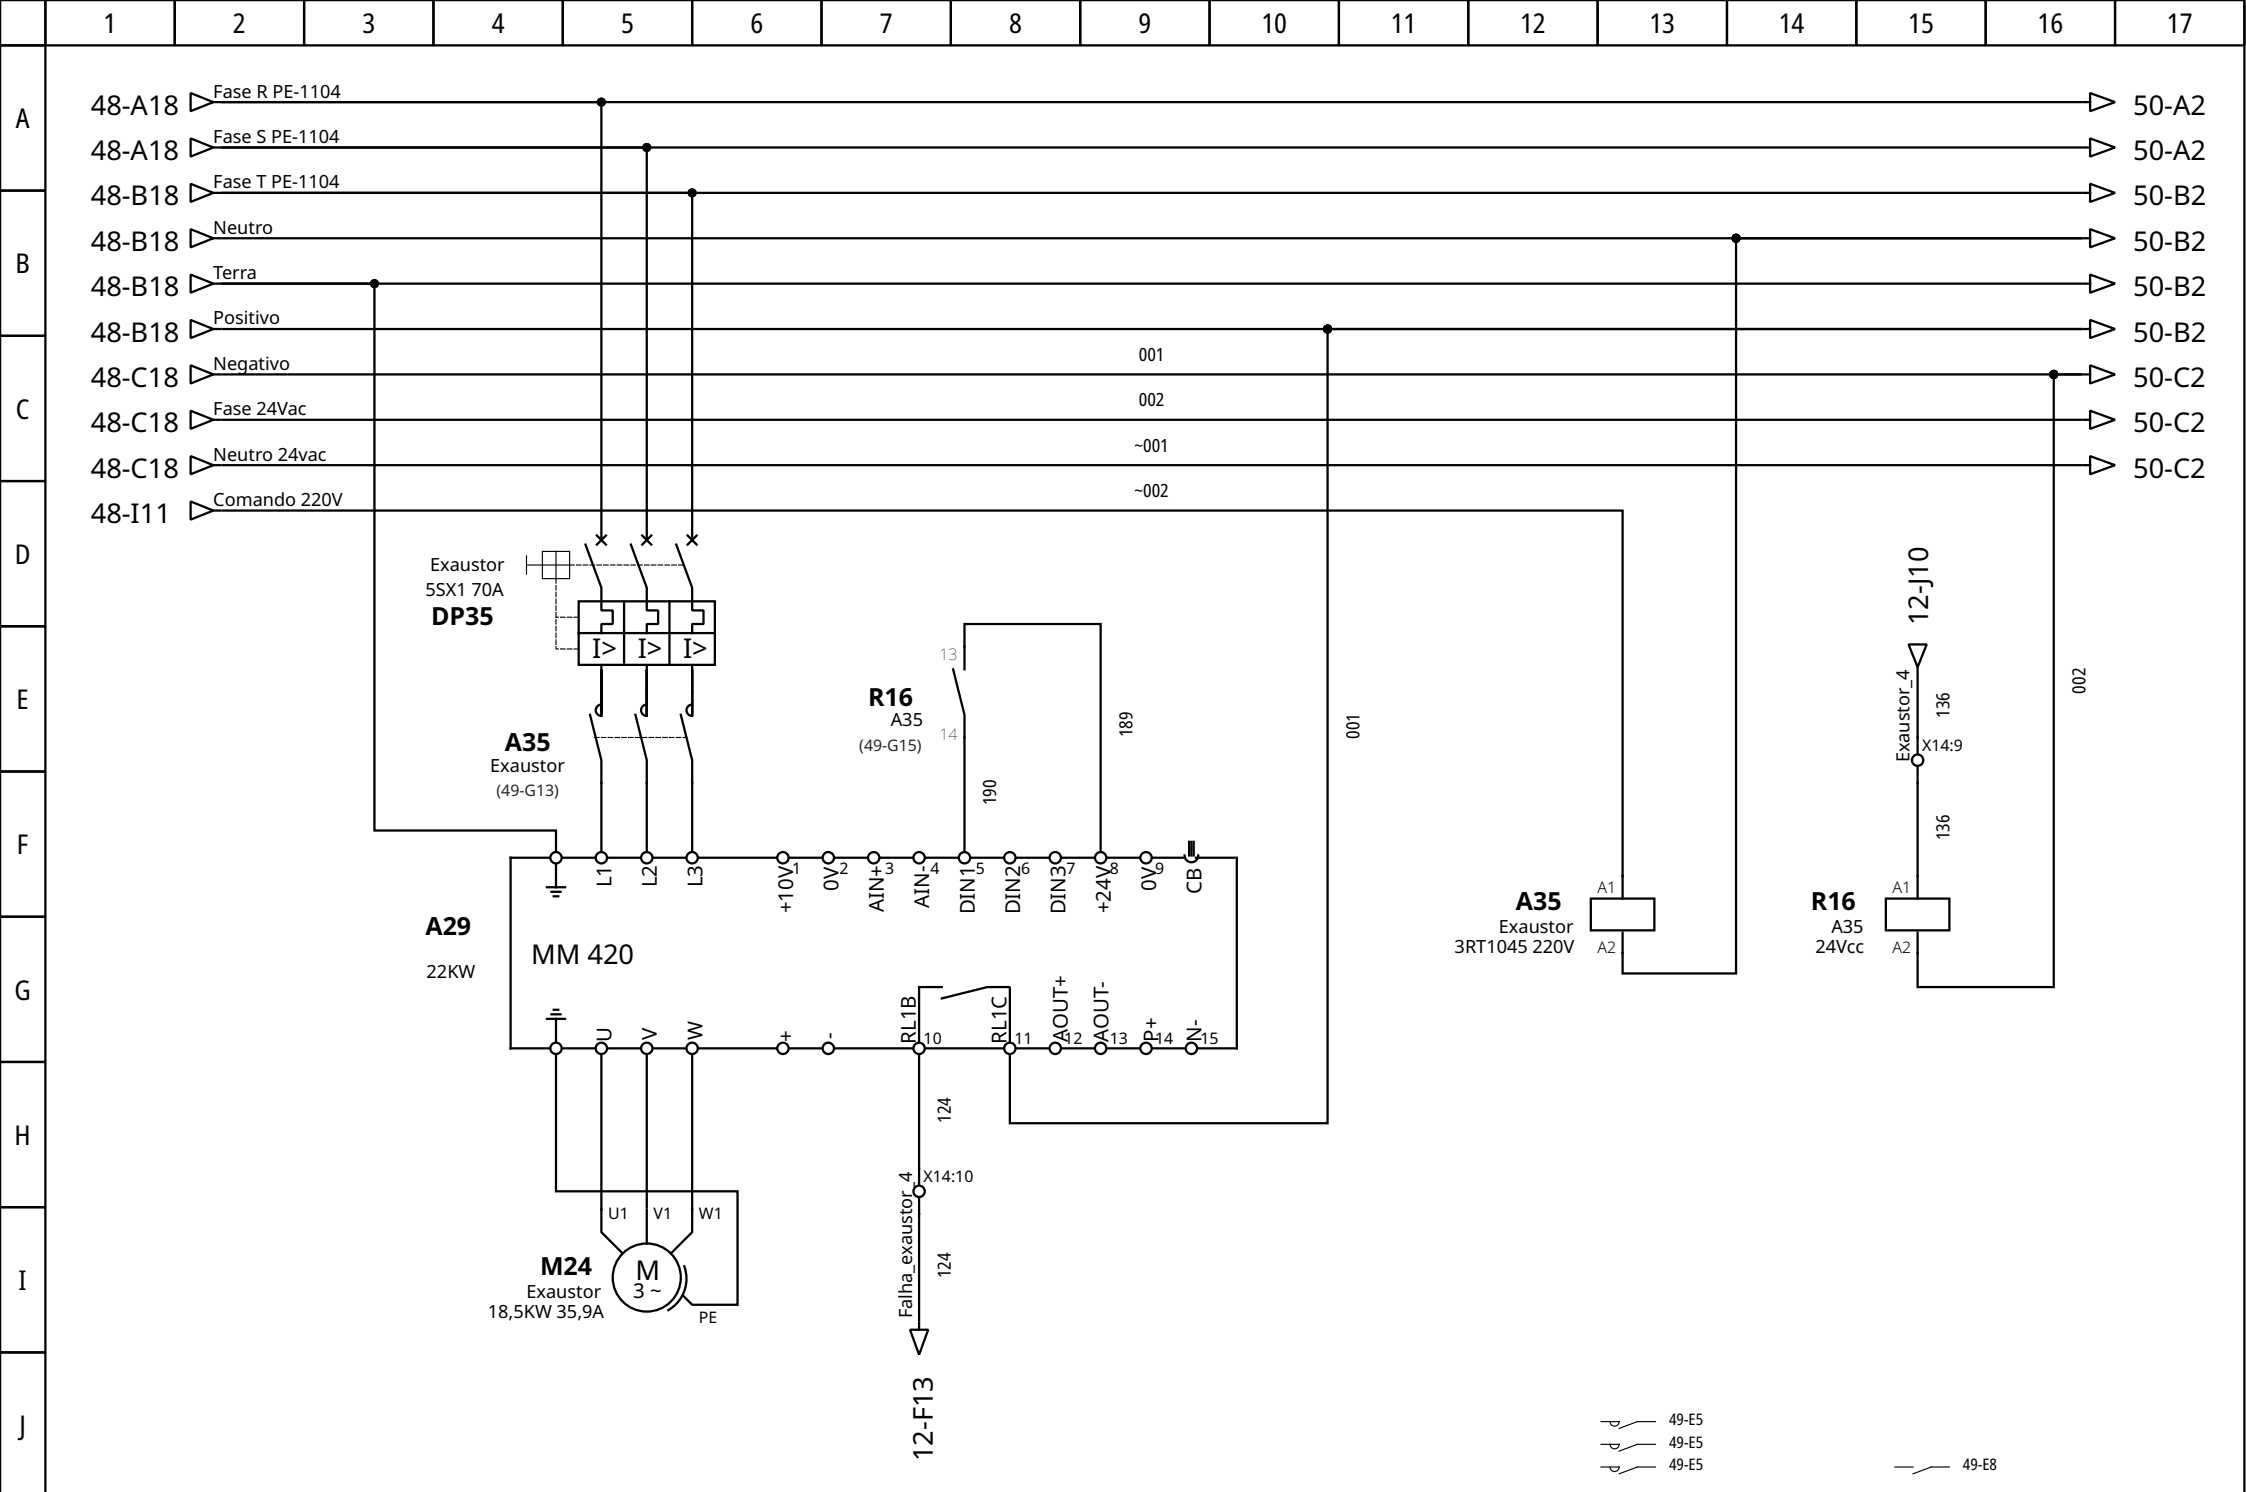 1 2 3 4 5 6 7 8 9 10 11 12 13 14 15 16 17
A
48-A18 Fase R PE-1104 50-A2
48-A18 Fase S PE-1104 50-A2
48-B18 Fase T PE-1104 50-B2
B
48-B18 Neutro 50-B2
48-B18 Terra 50-B2
48-B18 Positivo 50-B2
001
C
48-C18 Negativo 50-C2
002
48-C18 Fase 24Vac 50-C2
~001
48-C18 Neutro 24vac 50-C2
~002
48-I11 Comando 220V
D
Exaustor
5SX1 70A
DP35
I> I> I>
12-J10
E
13
R16
A35
(49-G15)
14
189
190
001
Exaustor_4
136
X14:9
136
002
A35
Exaustor
(49-G13)
F
L1 L2 L3 +10V 1 0V 2 AIN+ 3 AIN- 4 DIN1 5 DIN2 6 DIN3 7 +24V 8 0V 9 CB
A29
22KW
MM 420
A1
A35
Exaustor
3RT1045 220V
A2
A1
R16
A35
24Vcc
A2
G
U V W + - RL1B 10 RL1C 11 AOUT+ 12 AOUT- 13 P+ 14 N- 15
H
124
X14:10
Falha_exaustor_4
124
U1 V1 W1
I
M24
Exaustor
18,5KW 35,9A
M
3 ~
PE
12-F13
J
49-E5
49-E5
49-E5
49-E8